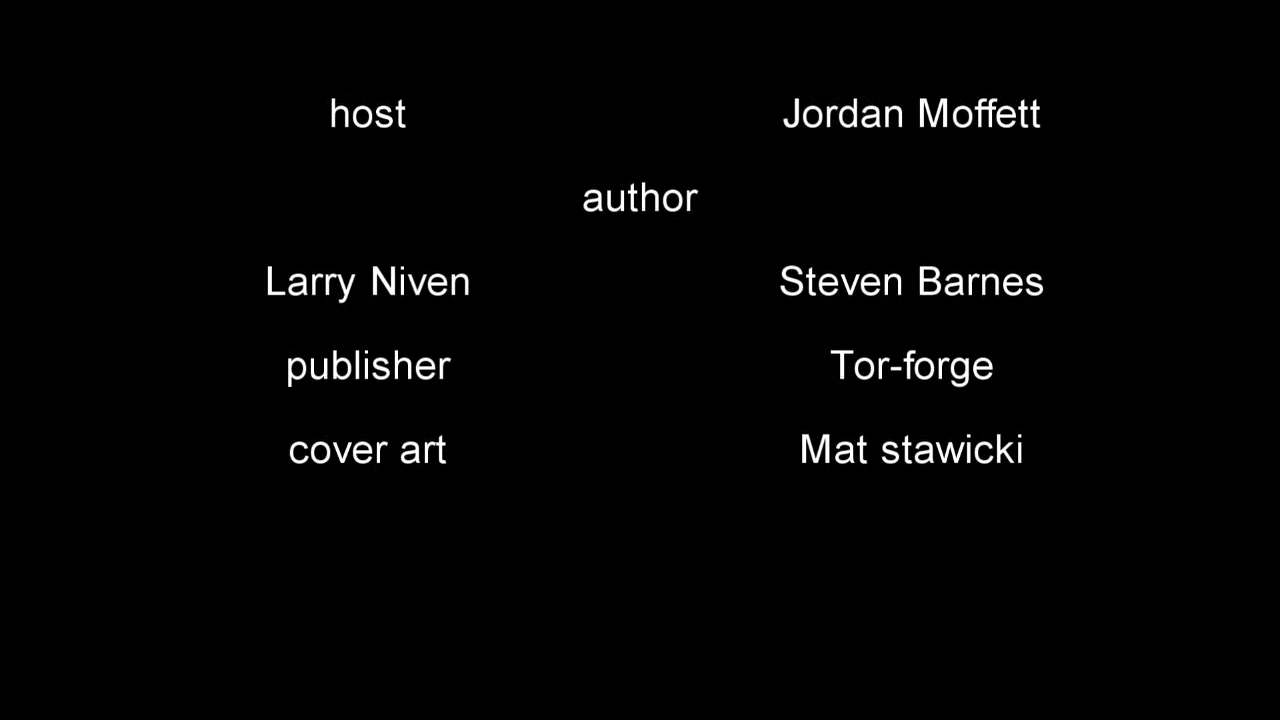 host Jordan Moffett
author
Larry Niven Steven Barnes
publisher Tor-forge
cover art Mat stawicki